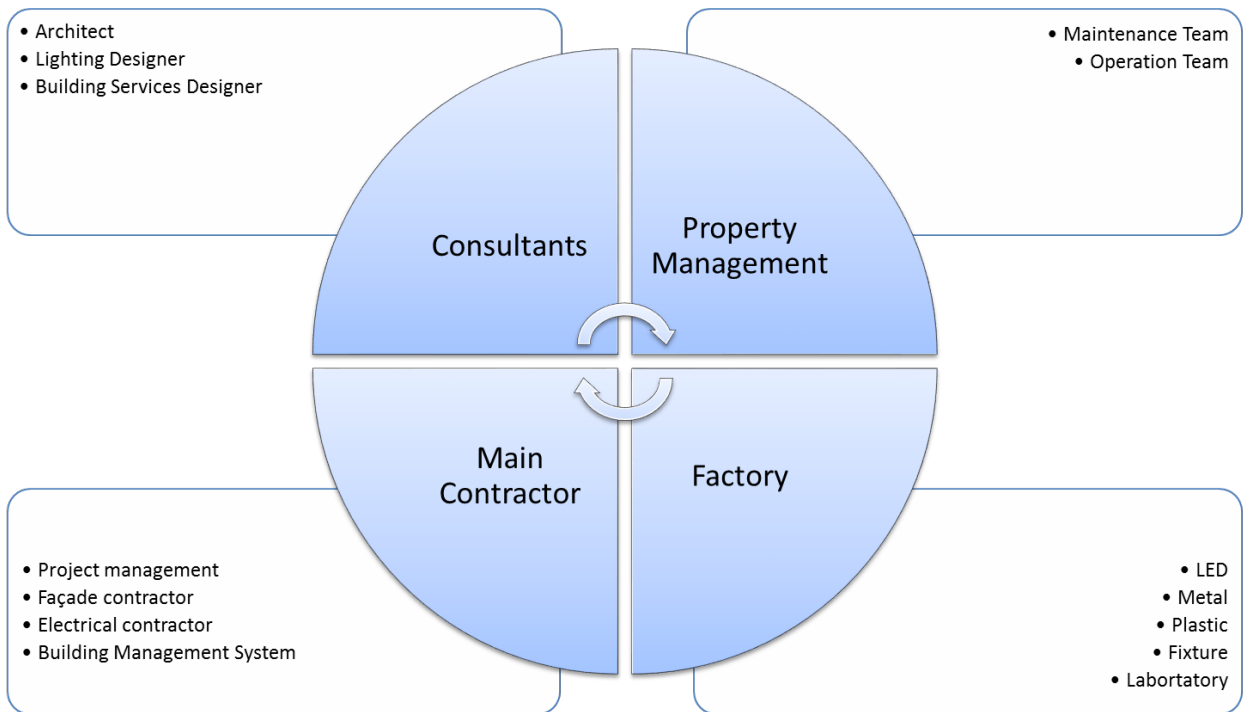 • Architect
• Lighting Designer
• Building Services Designer
• Maintenance Team
• Operation Team
Consultants
Property
Management
Main
Contractor
Factory
• Project management
• Façade contractor
• Electrical contractor
• Building Management System
• LED
• Metal
• Plastic
• Fixture
• Labortatory